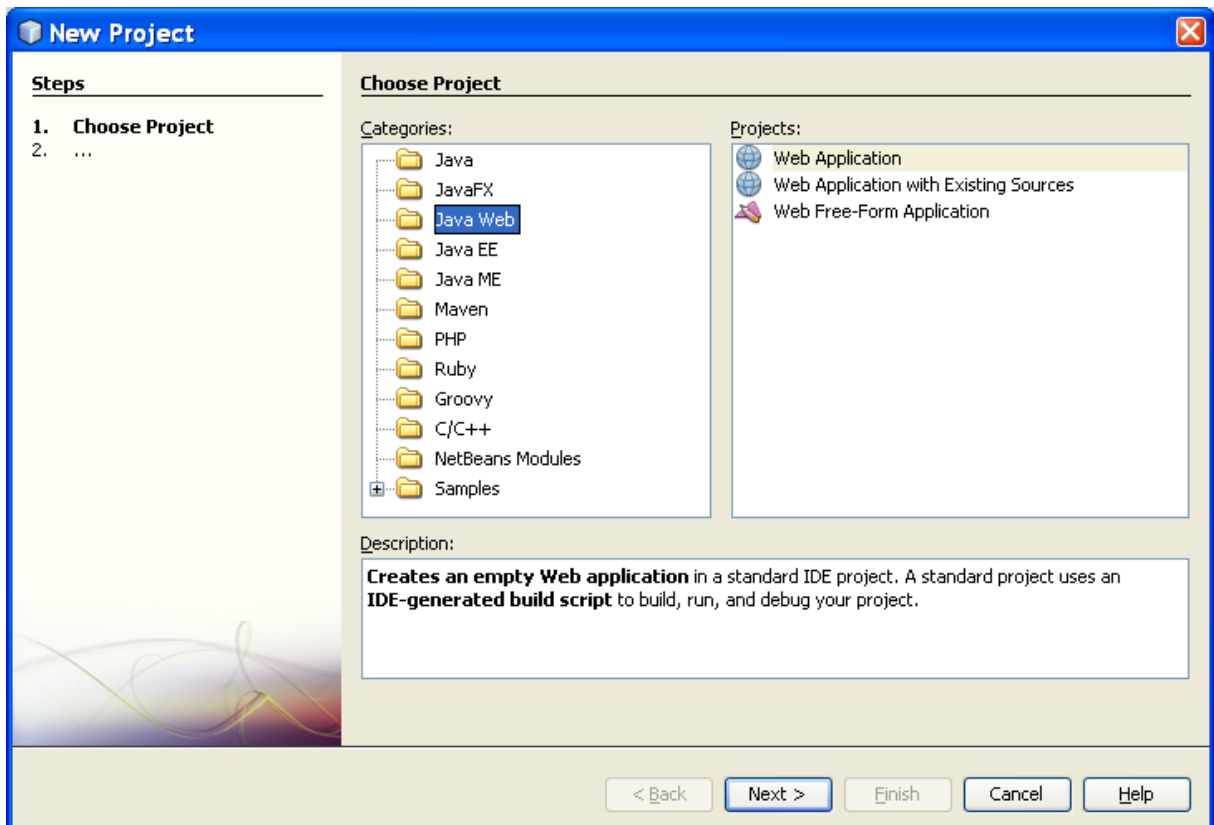 New Project
Steps
1. Choose Project
2. ...
Choose Project
Categories:
Java
JavaFX
Java Web
Java EE
Java ME
Maven
PHP
Ruby
Groovy
C/C++
NetBeans Modules
Samples
Projects:
Web Application
Web Application with Existing Sources
Web Free-Form Application
Description:
Creates an empty Web application in a standard IDE project. A standard project uses an
IDE-generated build script to build, run, and debug your project.
< Back
Next >
Finish
Cancel
Help